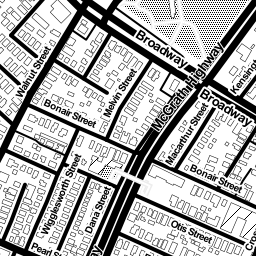 Broadway
Walnut Street
Melvin Street
McGrath Highway
Broadway
Bonair Street
Macarthur Street
Bonair Street
Wigglesworth Street
Dana Street
Otis Street
Pearl S
way